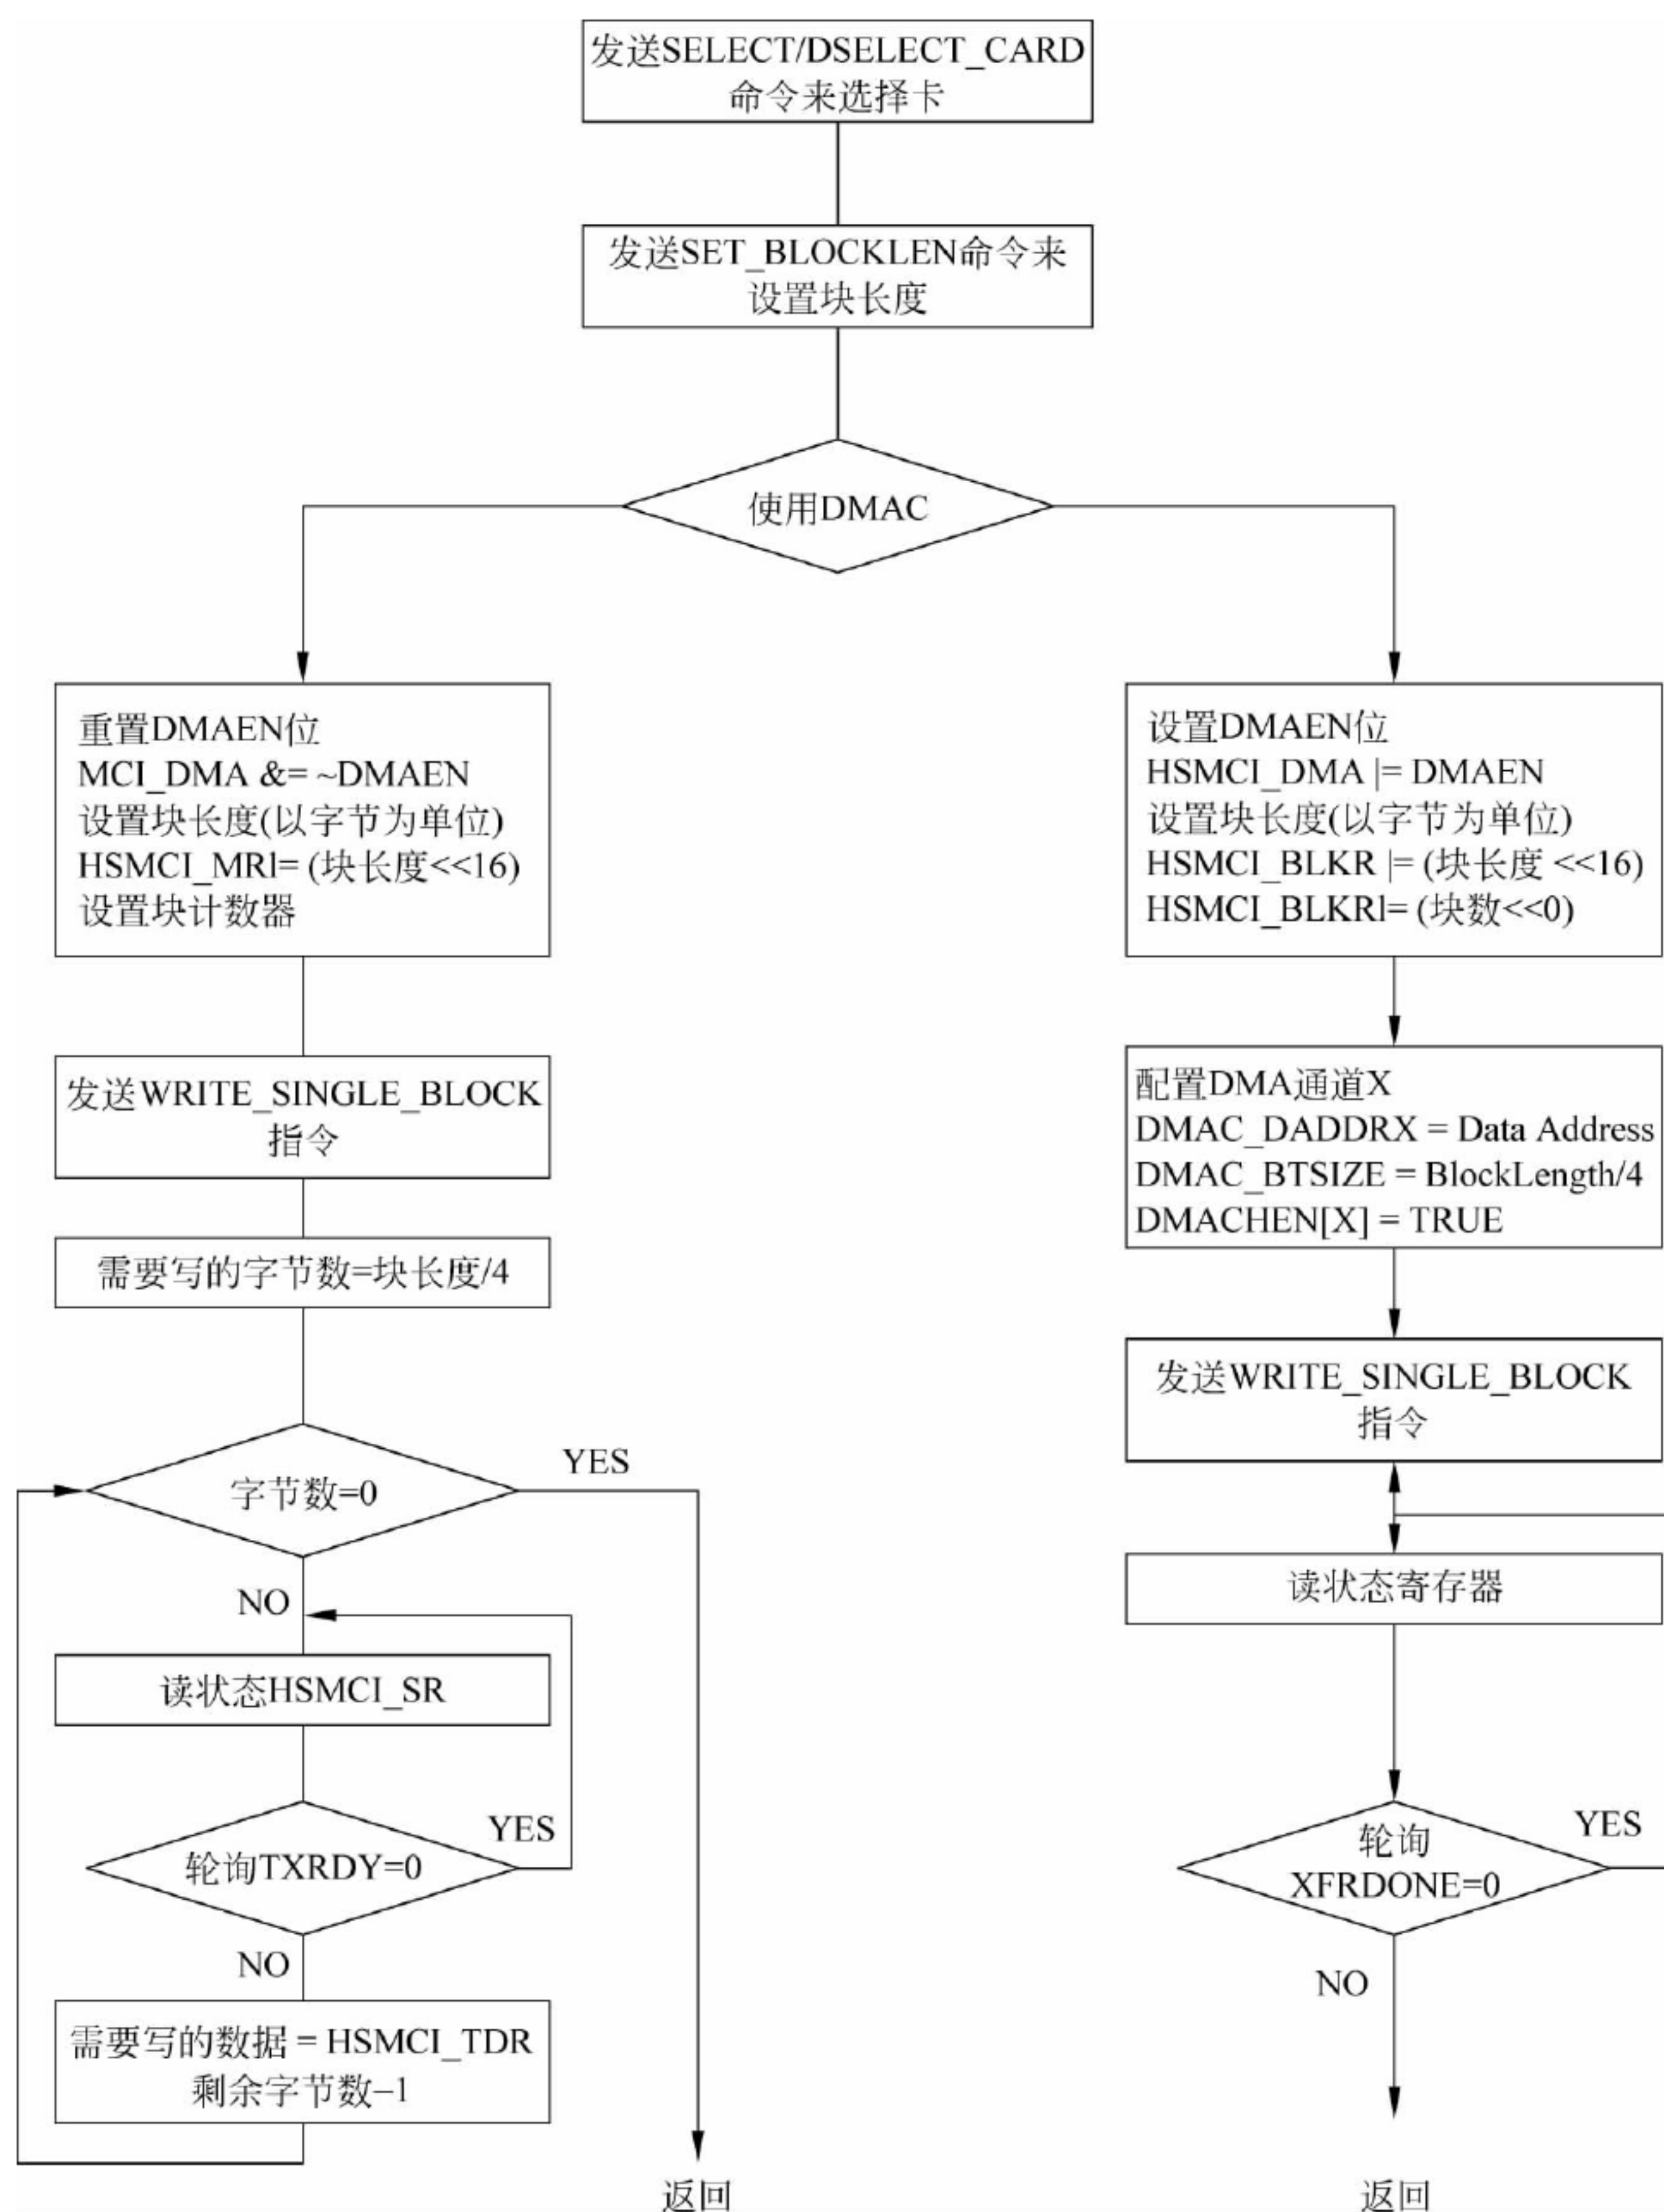 发送SELECT/DSELECT_CARD
命令来选择卡
发送SET_BLOCKLEN命令来
设置块长度
使用DMAC
重置DMAEN位
MCI_DMA &= ~DMAEN
设置块长度(以字节为单位)
HSMCI_MRl= (块长度<<16)
设置块计数器
发送WRITE_SINGLE_BLOCK
指令
需要写的字节数=块长度/4
字节数=0
YES
NO
读状态HSMCI_SR
轮询TXRDY=0
YES
NO
需要写的数据 = HSMCI_TDR
剩余字节数–1
返回
设置DMAEN位
HSMCI_DMA |= DMAEN
设置块长度(以字节为单位)
HSMCI_BLKR |= (块长度 <<16)
HSMCI_BLKRl= (块数<<0)
配置DMA通道X
DMAC_DADDRX = Data Address
DMAC_BTSIZE = BlockLength/4
DMACHEN[X] = TRUE
发送WRITE_SINGLE_BLOCK
指令
读状态寄存器
轮询
XFRDONE=0
YES
NO
返回